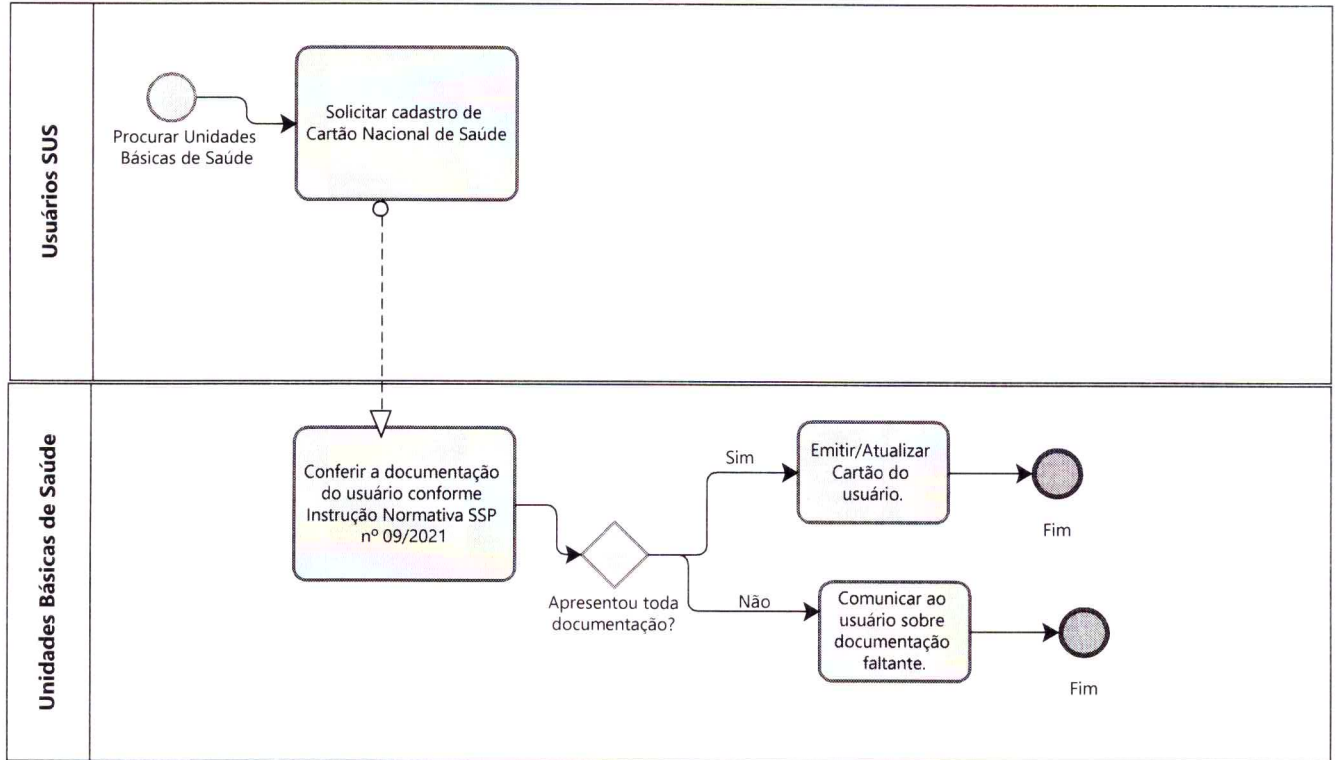 Usuários SUS
Procurar Unidades
Básicas de Saúde
Solicitar cadastro de
Cartão Nacional de Saúde
Unidades Básicas de Saúde
Conferir a documentação
do usuário conforme
Instrução Normativa SSP
nº 09/2021
Apresentou toda
documentação?
Sim
Emitir/Atualizar
Cartão do
usuário.
Fim
Não
Comunicar ao
usuário sobre
documentação
faltante.
Fim